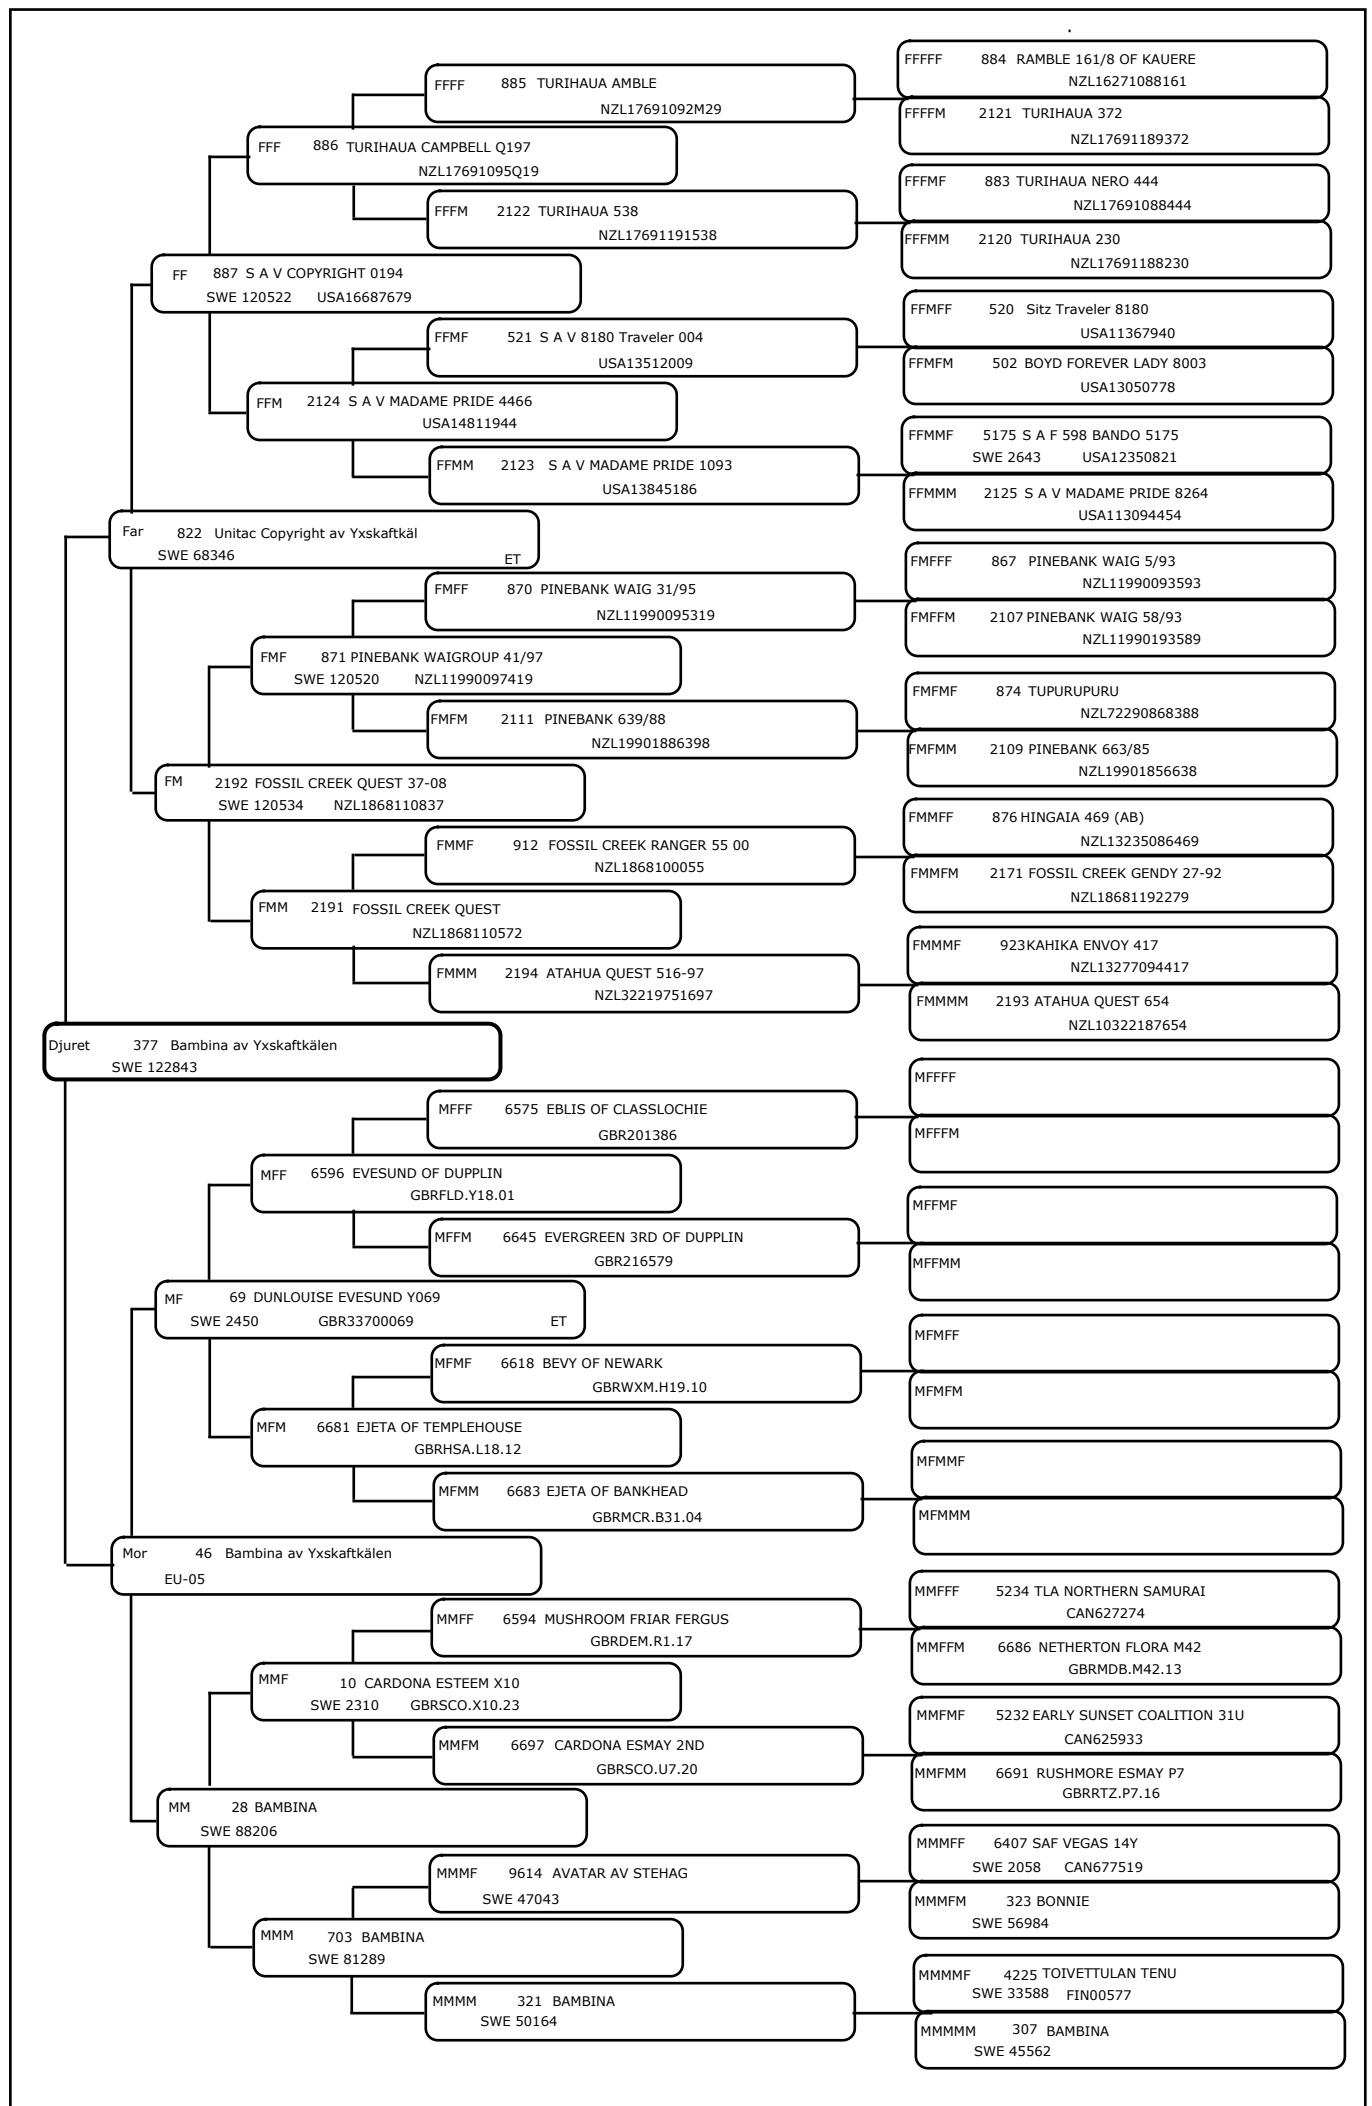 FFFFF 884 RAMBLE 161/8 OF KAUERE
NZL16271088161
FFFF 885 TURIHAUA AMBLE
NZL17691092M29
FFFFM 2121 TURIHAUA 372
NZL17691189372
FFF 886 TURIHAUA CAMPBELL Q197
NZL17691095Q19
FFFMF 883 TURIHAUA NERO 444
NZL17691088444
FFFM 2122 TURIHAUA 538
NZL17691191538
FFFMM 2120 TURIHAUA 230
NZL17691188230
FF 887 S A V COPYRIGHT 0194
SWE 120522 USA16687679
FFMFF 520 Sitz Traveler 8180
USA11367940
FFMF 521 S A V 8180 Traveler 004
USA13512009
FFMFM 502 BOYD FOREVER LADY 8003
USA13050778
FFM 2124 S A V MADAME PRIDE 4466
USA14811944
FFMMF 5175 S A F 598 BANDO 5175
SWE 2643 USA12350821
FFMM 2123 S A V MADAME PRIDE 1093
USA13845186
FFMMM 2125 S A V MADAME PRIDE 8264
USA113094454
Far 822 Unitac Copyright av Yxskaftkäl
SWE 68346 ET
FMFFF 867 PINEBANK WAIG 5/93
NZL11990093593
FMFF 870 PINEBANK WAIG 31/95
NZL11990095319
FMFFM 2107 PINEBANK WAIG 58/93
NZL11990193589
FMF 871 PINEBANK WAIGROUP 41/97
SWE 120520 NZL11990097419
FMFMF 874 TUPURUPURU
NZL72290868388
FMFM 2111 PINEBANK 639/88
NZL19901886398
FMFMM 2109 PINEBANK 663/85
NZL19901856638
FM 2192 FOSSIL CREEK QUEST 37-08
SWE 120534 NZL1868110837
FMMFF 876 HINGAIA 469 (AB)
NZL13235086469
FMMF 912 FOSSIL CREEK RANGER 55 00
NZL1868100055
FMMFM 2171 FOSSIL CREEK GENDY 27-92
NZL18681192279
FMM 2191 FOSSIL CREEK QUEST
NZL1868110572
FMMMF 923 KAHIKA ENVOY 417
NZL13277094417
FMMM 2194 ATAHUA QUEST 516-97
NZL32219751697
FMMMM 2193 ATAHUA QUEST 654
NZL10322187654
Djuret 377 Bambina av Yxskaftkälen
SWE 122843
MFFFF
MFFF 6575 EBLIS OF CLASSLOCHIE
GBR201386
MFFFM
MFF 6596 EVESUND OF DUPPLIN
GBRFLD.Y18.01
MFFMF
MFFM 6645 EVERGREEN 3RD OF DUPPLIN
GBR216579
MFFMM
MF 69 DUNLOUISE EVESUND Y069
SWE 2450 GBR33700069 ET
MFMFF
MFMF 6618 BEVY OF NEWARK
GBRWXM.H19.10
MFMFM
MFM 6681 EJETA OF TEMPLEHOUSE
GBRHSA.L18.12
MFMMF
MFMM 6683 EJETA OF BANKHEAD
GBRMCR.B31.04
MFMMM
Mor 46 Bambina av Yxskaftkälen
EU-05
MMFFF 5234 TLA NORTHERN SAMURAI
CAN627274
MMFF 6594 MUSHROOM FRIAR FERGUS
GBRDEM.R1.17
MMFFM 6686 NETHERTON FLORA M42
GBRMDB.M42.13
MMF 10 CARDONA ESTEEM X10
SWE 2310 GBRSCO.X10.23
MMFMF 5232 EARLY SUNSET COALITION 31U
CAN625933
MMFM 6697 CARDONA ESMAY 2ND
GBRSCO.U7.20
MMFMM 6691 RUSHMORE ESMAY P7
GBRRTZ.P7.16
MM 28 BAMBINA
SWE 88206
MMMFF 6407 SAF VEGAS 14Y
SWE 2058 CAN677519
MMMF 9614 AVATAR AV STEHAG
SWE 47043
MMMFM 323 BONNIE
SWE 56984
MMM 703 BAMBINA
SWE 81289
MMMMF 4225 TOIVETTULAN TENU
SWE 33588 FIN00577
MMMM 321 BAMBINA
SWE 50164
MMMMM 307 BAMBINA
SWE 45562